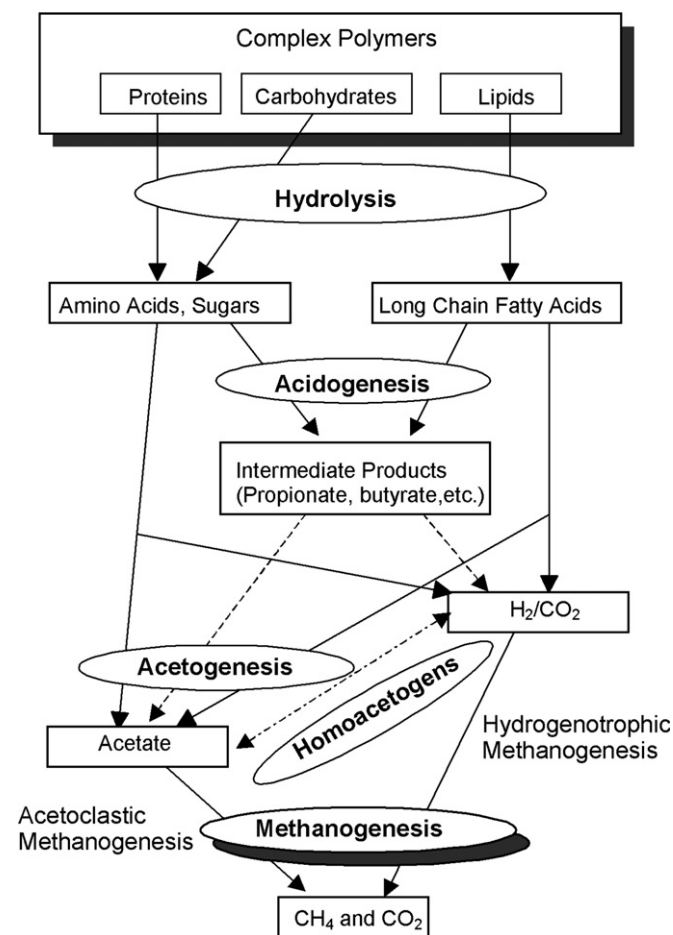 Complex Polymers
Proteins
Carbohydrates
Lipids
Hydrolysis
Amino Acids, Sugars
Long Chain Fatty Acids
Acidogenesis
Intermediate Products
(Propionate, butyrate,etc.)
H₂/CO₂
Acetogenesis
Homoacetogens
Acetate
Hydrogenotrophic
Methanogenesis
Acetoclastic
Methanogenesis
Methanogenesis
CH₄ and CO₂